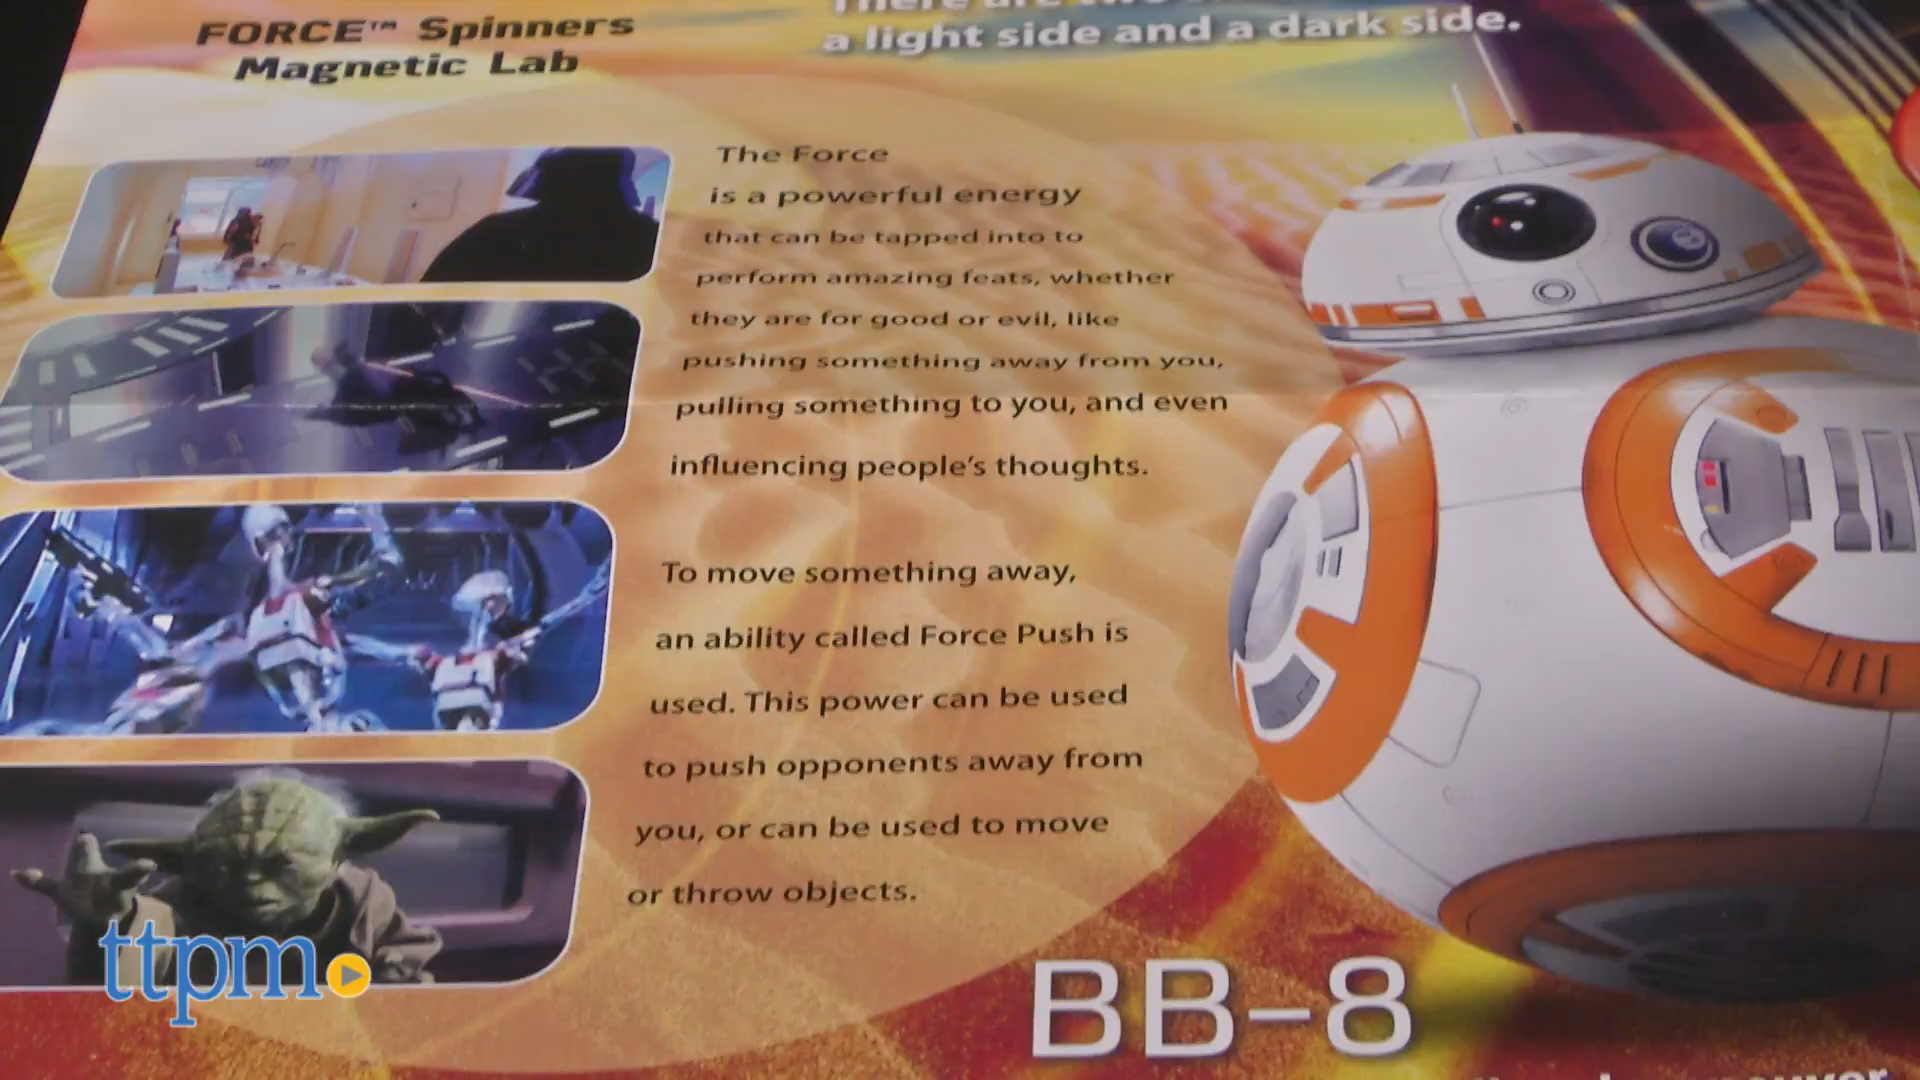 FORCE™ Spinners
Magnetic Lab
There are
a light side and a dark side.
The Force
is a powerful energy
that can be tapped into to
perform amazing feats, whether
they are for good or evil, like
pushing something away from you,
pulling something to you, and even
influencing people's thoughts.
To move something away,
an ability called Force Push is
used. This power can be used
to push opponents away from
you, or can be used to move
or throw objects.
BB-8
ttpm